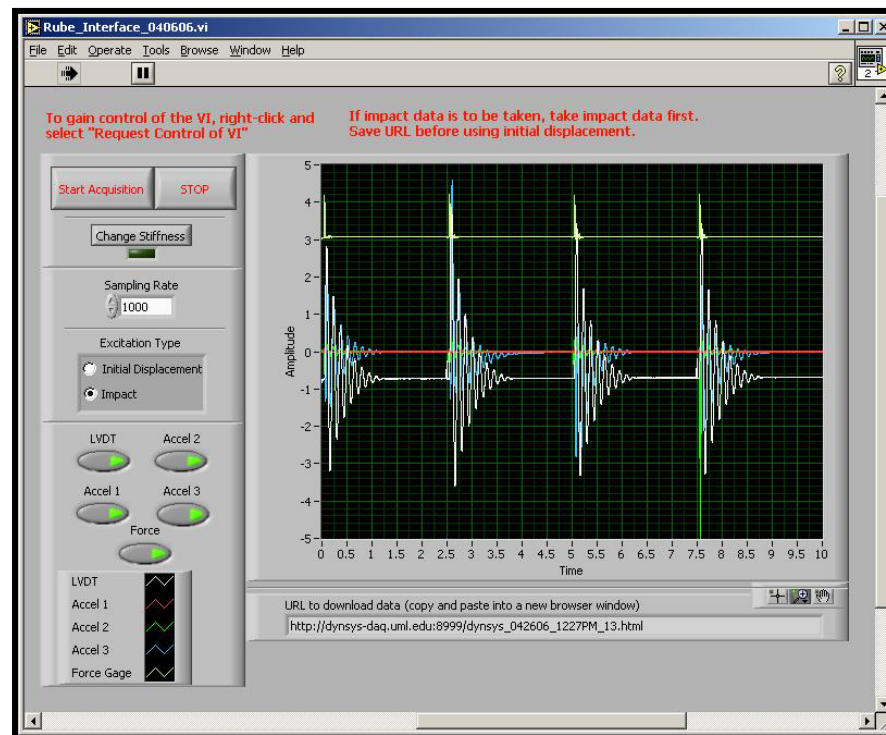 Rube_Interface_040606.vi
File Edit Operate Tools Browse Window Help
2
To gain control of the VI, right-click and
select "Request Control of VI"
If impact data is to be taken, take impact data first.
Save URL before using initial displacement.
Start Acquisition STOP
Change Stiffness
Sampling Rate
1000
Excitation Type
Initial Displacement
Impact
LVDT Accel 2
Accel 1 Accel 3
Force
LVDT
Accel 1
Accel 2
Accel 3
Force Gage
Amplitude
5
4
3
2
1
0
-1
-2
-3
-4
-5
0 0.5 1 1.5 2 2.5 3 3.5 4 4.5 5 5.5 6 6.5 7 7.5 8 8.5 9 9.5 10
Time
URL to download data (copy and paste into a new browser window)
http://dynsys-daq.uml.edu:8999/dynsys_042606_1227PM_13.html